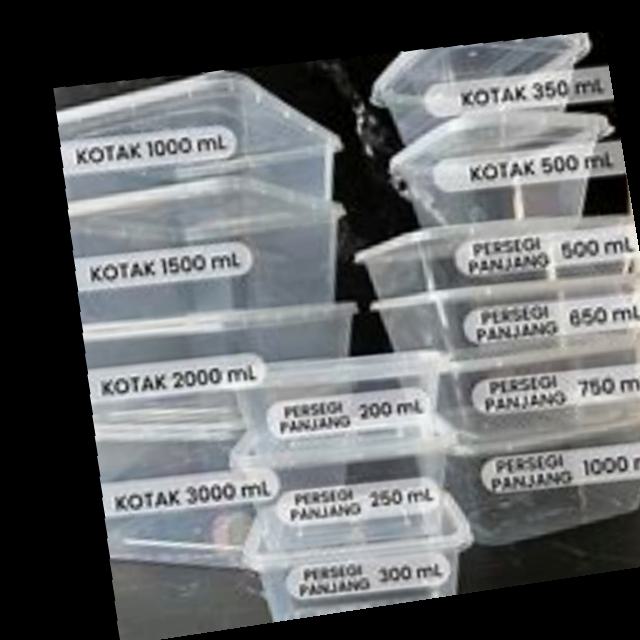 KOTAK 1000 mL
KOTAK 1500 mL
KOTAK 2000 mL
KOTAK 3000 mL
PERSEGI
PANJANG 200 mL
PERSEGI
PANJANG 250 mL
PERSEGI
PANJANG 300 mL
KOTAK 350 mL
KOTAK 500 mL
PERSEGI
PANJANG 500 mL
PERSEGI
PANJANG 650 mL
PERSEGI
PANJANG 750 m
PERSEGI
PANJANG 1000 m